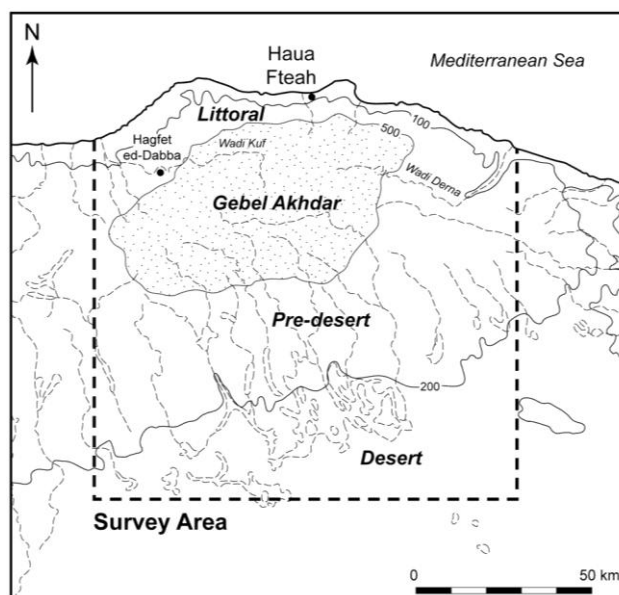 N
Haua
Fteah
Mediterranean Sea
Littoral
100
500
Hagfet
ed-Dabba
Wadi Kuf
Wadi Derna
Gebel Akhdar
Pre-desert
200
Desert
Survey Area
0
50 km